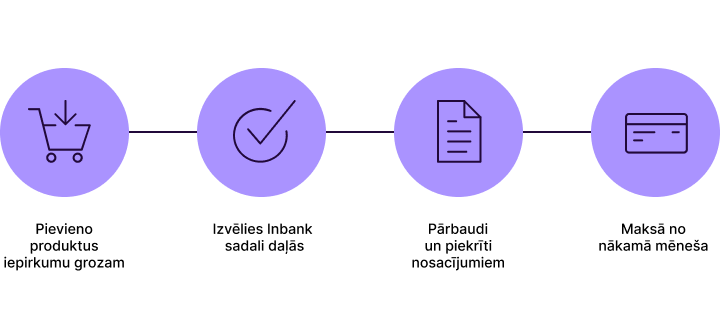 Pievieno
produktus
iepirkumu grozam
Izvēlies Inbank
sadali daļās
Pārbaudi
un piekrīti
nosacījumiem
Maksā no
nākamā mēneša